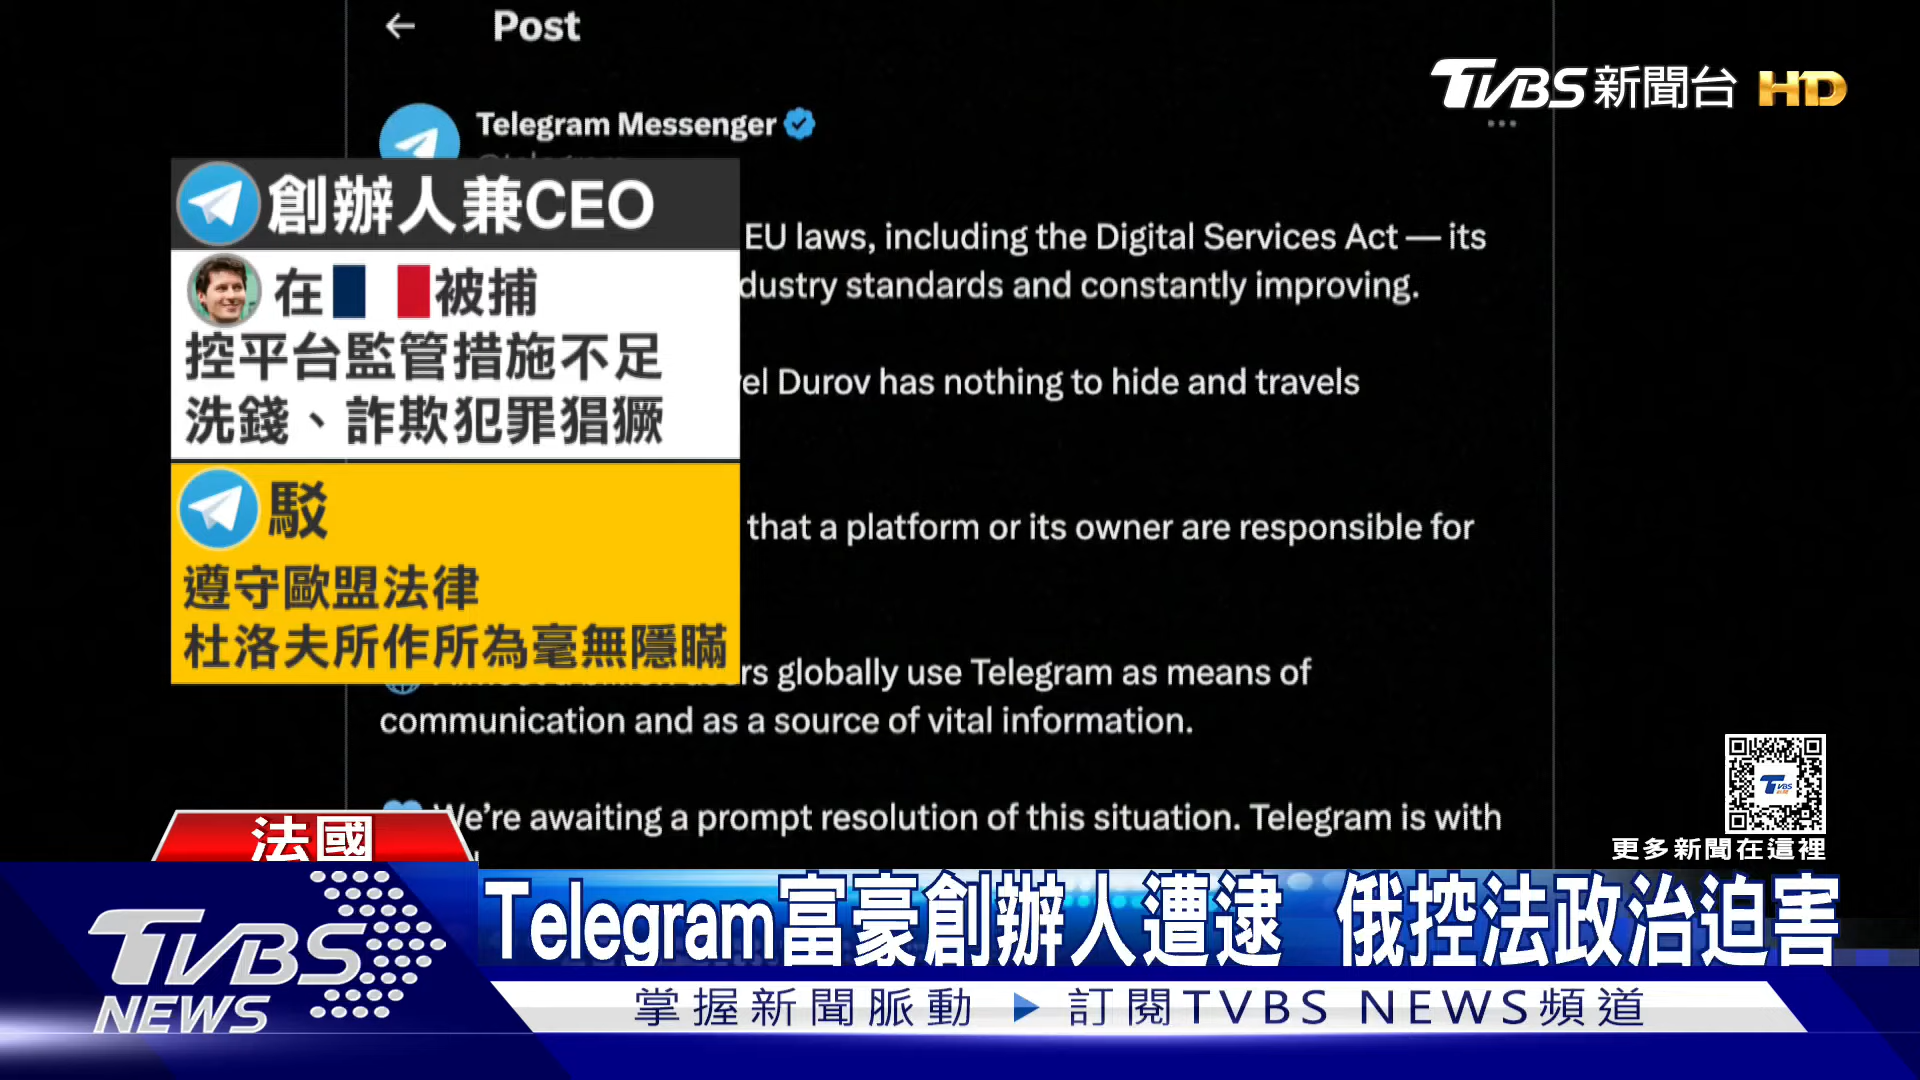 Post
TVBS新聞台 HD
Telegram Messenger
創辦人兼CEO
在 被捕
控平台監管措施不足
洗錢、詐欺犯罪猖獗
駁
遵守歐盟法律
杜洛夫所作所為毫無隱瞞
EU laws, including the Digital Services Act — its
dustry standards and constantly improving.
vel Durov has nothing to hide and travels
that a platform or its owner are responsible for
rs globally use Telegram as means of
communication and as a source of vital information.
We're awaiting a prompt resolution of this situation. Telegram is with
TVBS
更多新聞在這裡
法國
Telegram富豪創辦人遭逮 俄控法政治迫害
TVBS NEWS
掌握新聞脈動 ▶ 訂閱TVBS NEWS頻道